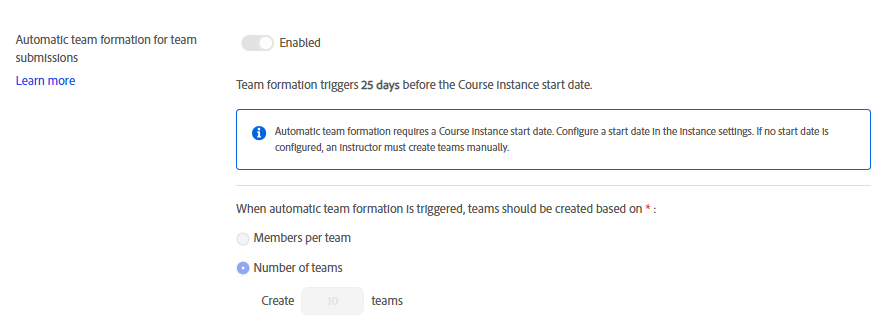 Automatic team formation for team
submissions
Learn more
Enabled
Team formation triggers 25 days before the Course Instance start date.
Automatic team formation requires a Course Instance start date. Configure a start date in the Instance settings. If no start date is
configured, an Instructor must create teams manually.
When automatic team formation is triggered, teams should be created based on * :
Members per team
Number of teams
Create 10 teams